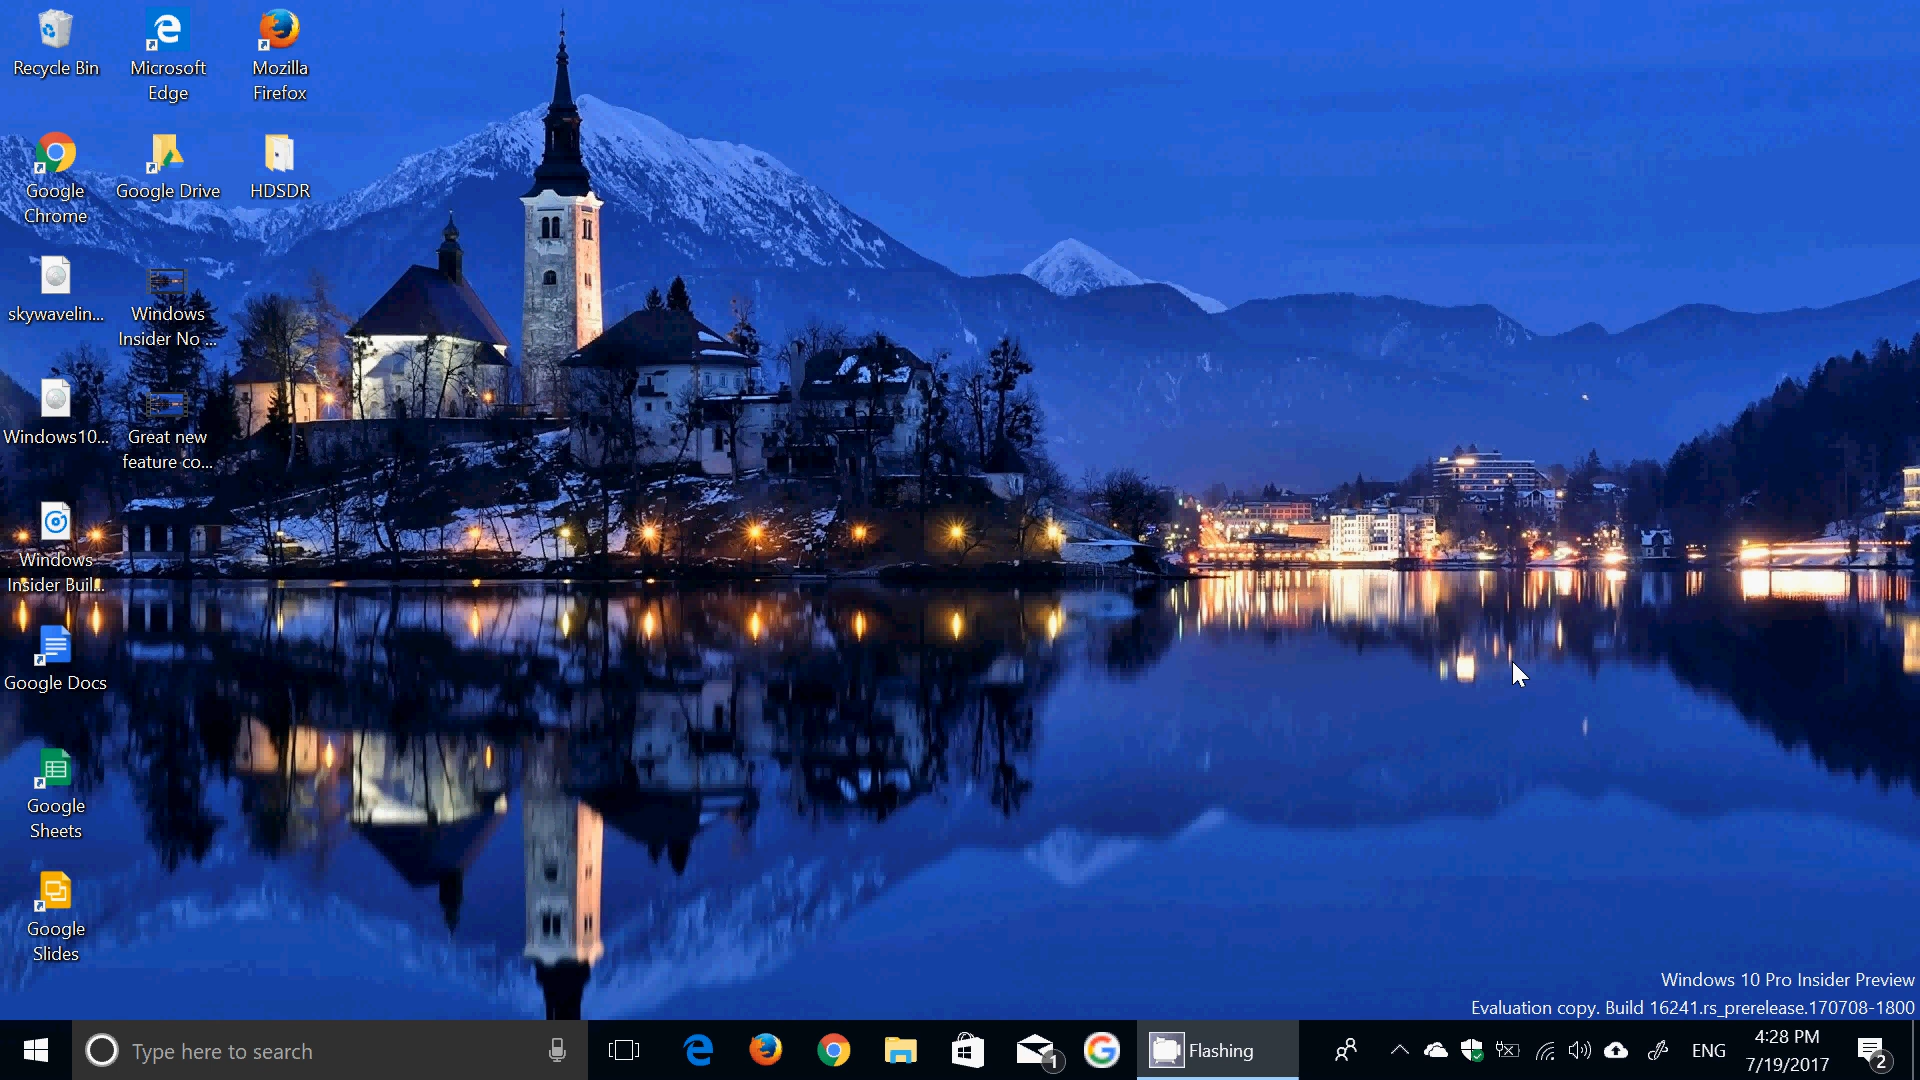 Recycle Bin
Microsoft
Edge
Mozilla
Firefox
Google
Chrome
Google Drive
HDSDR
skywavelin...
Windows
Insider No ...
Windows10...
Great new
feature co...
Windows
Insider Buil...
Google Docs
Google
Sheets
Google
Slides
Windows 10 Pro Insider Preview
Evaluation copy. Build 16241.rs_prerelease.170708-1800
Type here to search
1
Flashing
ENG
4:28 PM
7/19/2017
2